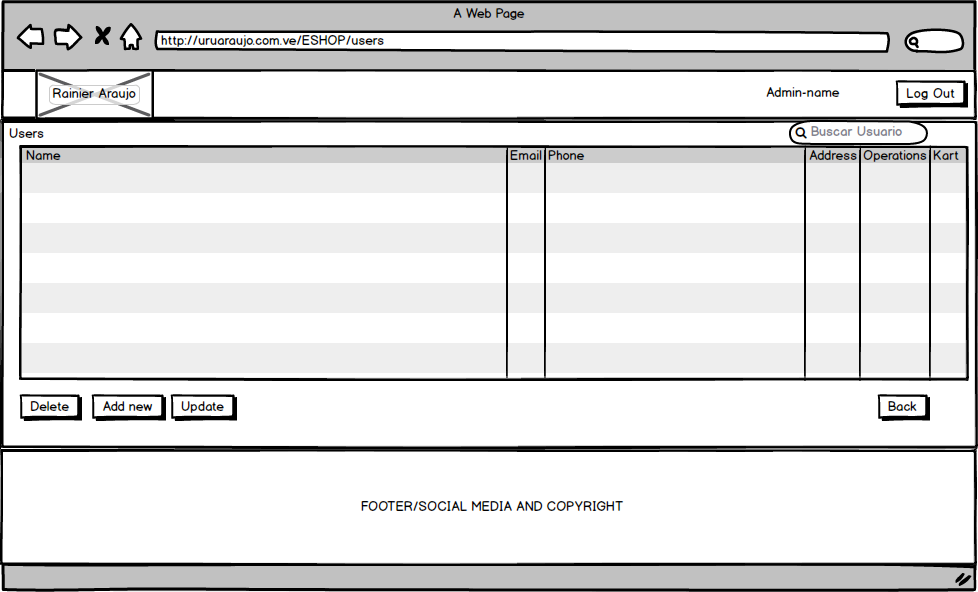 A Web Page
http://uruaraujo.com.ve/ESHOP/users
Rainier Araujo
Admin-name
Log Out
Users
Buscar Usuario
Name Email Phone Address Operations Kart
Delete Add new Update Back
FOOTER/SOCIAL MEDIA AND COPYRIGHT